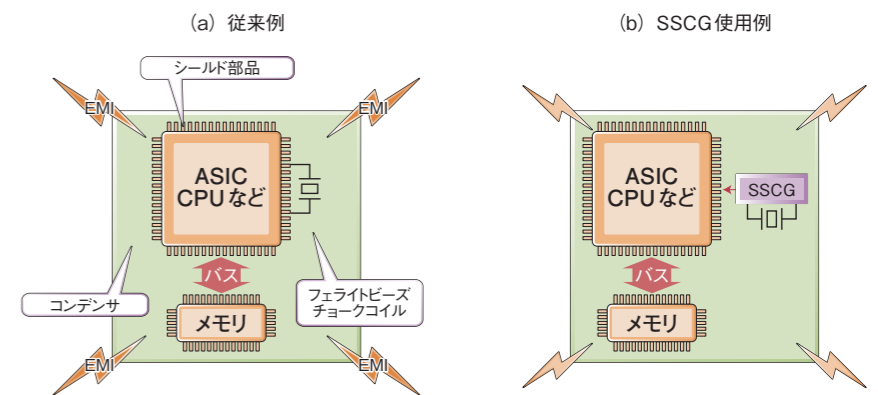 (a) 従来例
(b) SSCG使用例
シールド部品
EMI
EMI
ASIC
CPUなど
バス
メモリ
コンデンサ
フェライトビーズ
チョークコイル
EMI
EMI
ASIC
CPUなど
SSCG
バス
メモリ